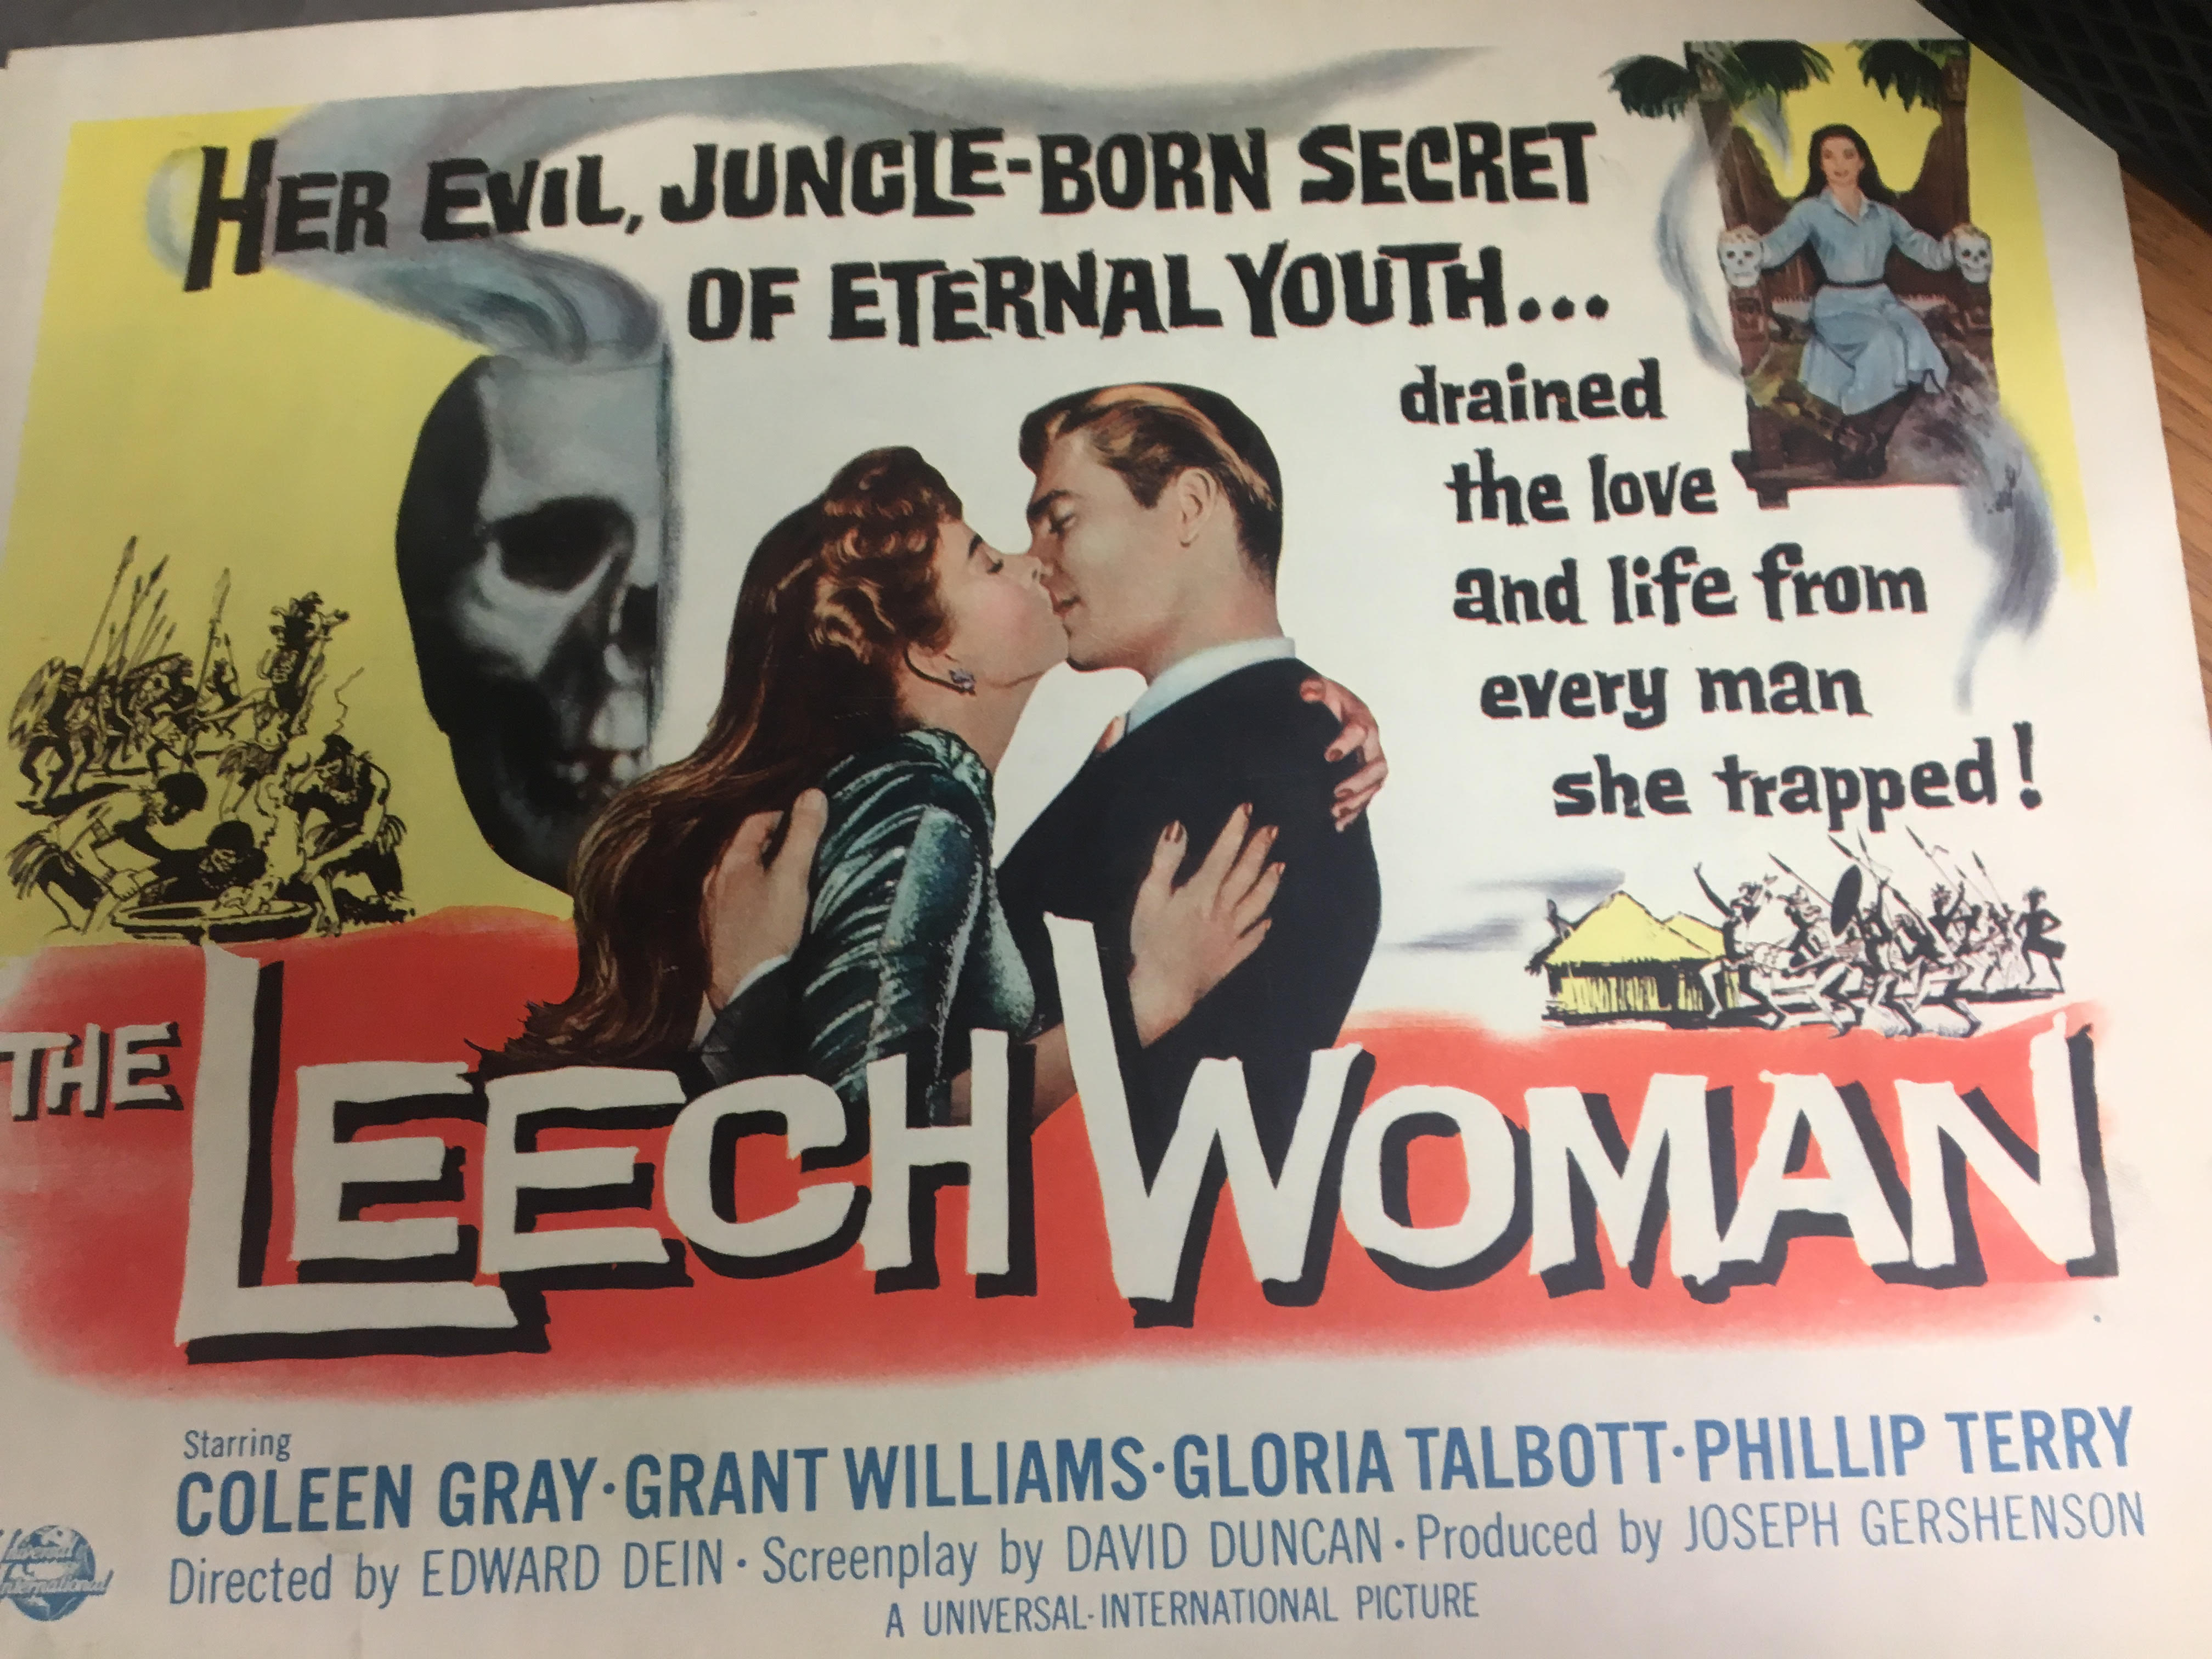 HER EVIL, JUNGLE-BORN SECRET
OF ETERNAL YOUTH...
drained
the love
and life from
every man
she trapped!
THE LEECH WOMAN
Starring
COLEEN GRAY·GRANT WILLIAMS·GLORIA TALBOTT·PHILLIP TERRY
Directed by EDWARD DEIN · Screenplay by DAVID DUNCAN · Produced by JOSEPH GERSHENSON
A UNIVERSAL-INTERNATIONAL PICTURE
Universal
International